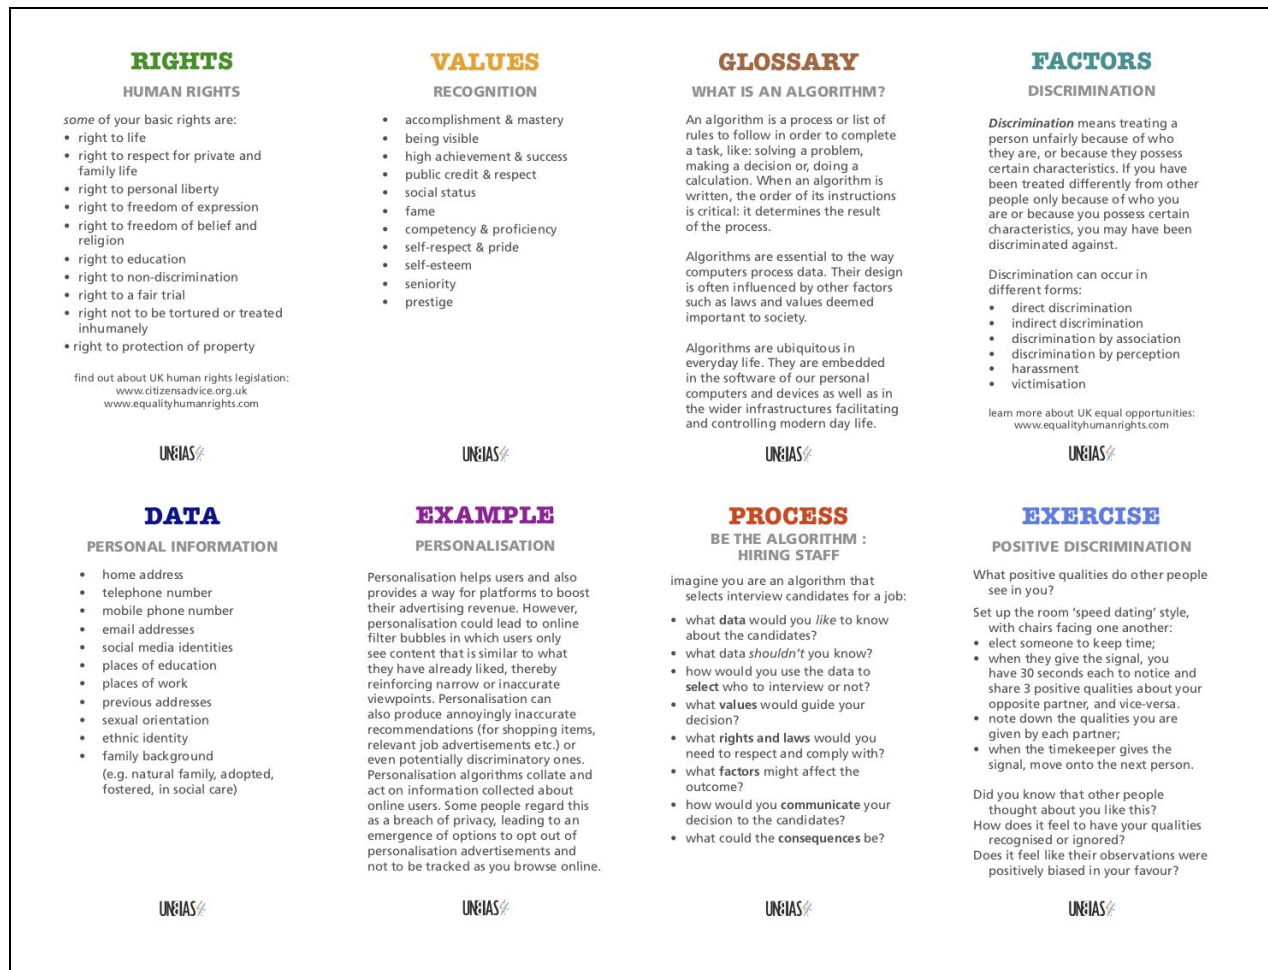 RIGHTS
HUMAN RIGHTS
some of your basic rights are:
• right to life
• right to respect for private and
family life
• right to personal liberty
• right to freedom of expression
• right to freedom of belief and
religion
• right to education
• right to non-discrimination
• right to a fair trial
• right not to be tortured or treated
inhumanely
• right to protection of property
find out about UK human rights legislation:
www.citizensadvice.org.uk
www.equalityhumanrights.com
UNBIAS
VALUES
RECOGNITION
• accomplishment & mastery
• being visible
• high achievement & success
• public credit & respect
• social status
• fame
• competency & proficiency
• self-respect & pride
• self-esteem
• seniority
• prestige
UNBIAS
GLOSSARY
WHAT IS AN ALGORITHM?
An algorithm is a process or list of
rules to follow in order to complete
a task, like: solving a problem,
making a decision or, doing a
calculation. When an algorithm is
written, the order of its instructions
is critical: it determines the result
of the process.
Algorithms are essential to the way
computers process data. Their design
is often influenced by other factors
such as laws and values deemed
important to society.
Algorithms are ubiquitous in
everyday life. They are embedded
in the software of our personal
computers and devices as well as in
the wider infrastructures facilitating
and controlling modern day life.
UNBIAS
FACTORS
DISCRIMINATION
Discrimination means treating a
person unfairly because of who
they are, or because they possess
certain characteristics. If you have
been treated differently from other
people only because of who you
are or because you possess certain
characteristics, you may have been
discriminated against.
Discrimination can occur in
different forms:
• direct discrimination
• indirect discrimination
• discrimination by association
• discrimination by perception
• harassment
• victimisation
learn more about UK equal opportunities:
www.equalityhumanrights.com
UNBIAS
DATA
PERSONAL INFORMATION
• home address
• telephone number
• mobile phone number
• email addresses
• social media identities
• places of education
• places of work
• previous addresses
• sexual orientation
• ethnic identity
• family background
(e.g. natural family, adopted,
fostered, in social care)
UNBIAS
EXAMPLE
PERSONALISATION
Personalisation helps users and also
provides a way for platforms to boost
their advertising revenue. However,
personalisation could lead to online
filter bubbles in which users only
see content that is similar to what
they have already liked, thereby
reinforcing narrow or inaccurate
viewpoints. Personalisation can
also produce annoyingly inaccurate
recommendations (for shopping items,
relevant job advertisements etc.) or
even potentially discriminatory ones.
Personalisation algorithms collate and
act on information collected about
online users. Some people regard this
as a breach of privacy, leading to an
emergence of options to opt out of
personalisation advertisements and
not to be tracked as you browse online.
UNBIAS
PROCESS
BE THE ALGORITHM :
HIRING STAFF
imagine you are an algorithm that
selects interview candidates for a job:
• what data would you like to know
about the candidates?
• what data shouldn't you know?
• how would you use the data to
select who to interview or not?
• what values would guide your
decision?
• what rights and laws would you
need to respect and comply with?
• what factors might affect the
outcome?
• how would you communicate your
decision to the candidates?
• what could the consequences be?
UNBIAS
EXERCISE
POSITIVE DISCRIMINATION
What positive qualities do other people
see in you?
Set up the room ‘speed dating’ style,
with chairs facing one another:
• elect someone to keep time;
• when they give the signal, you
have 30 seconds each to notice and
share 3 positive qualities about your
opposite partner, and vice-versa.
• note down the qualities you are
given by each partner;
• when the timekeeper gives the
signal, move onto the next person.
Did you know that other people
thought about you like this?
How does it feel to have your qualities
recognised or ignored?
Does it feel like their observations were
positively biased in your favour?
UNBIAS